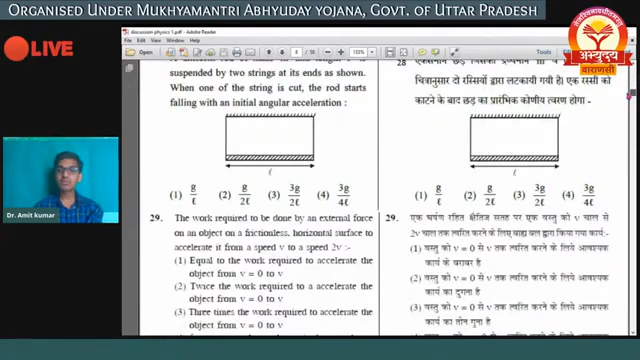 ORGANISED UNDER MUKHYAMANTRI ABHYUDAY YOJANA, GOVT. OF UTTAR PRADESH
LIVE
अभ्युदय
वाराणसी
discussion physics 1.pdf - Adobe Reader
Tools
Comment
suspended by two strings at its ends as shown.
When one of the string is cut, the rod starts
falling with an initial angular acceleration :
ℓ
(1) g/ℓ (2) g/2ℓ (3) 3g/2ℓ (4) 3g/4ℓ
29. The work required to be done by an external force
on an object on a frictionless, horizontal surface to
accelerate it from a speed v to a speed 2v :-
(1) Equal to the work required to accelerate the
object from v = 0 to v
(2) Twice the work required to a accelerate the
object from v = 0 to v
(3) Three times the work required to accelerate
the object from v = 0 to v
28
चित्रानुसार दो रस्सियों द्वारा लटकायी गयी है। एक रस्सी को
काटने के बाद छड़ का प्रारंभिक कोणीय त्वरण होगा -
ℓ
(1) g/ℓ (2) g/2ℓ (3) 3g/2ℓ (4) 3g/4ℓ
29. एक घर्षण रहित क्षैतिज सतह पर एक वस्तु को v चाल से
2v चाल तक त्वरित करने के लिए बाह्य बल द्वारा किया गया कार्य:-
(1) वस्तु को v = 0 से v तक त्वरित करने के लिये आवश्यक
कार्य के बराबर है
(2) वस्तु को v = 0 से v तक त्वरित करने के लिये आवश्यक
कार्य का दुगना है
(3) वस्तु को v = 0 से v तक त्वरित करने के लिये आवश्यक
कार्य का तीन गुना है
Dr. Amit kumar